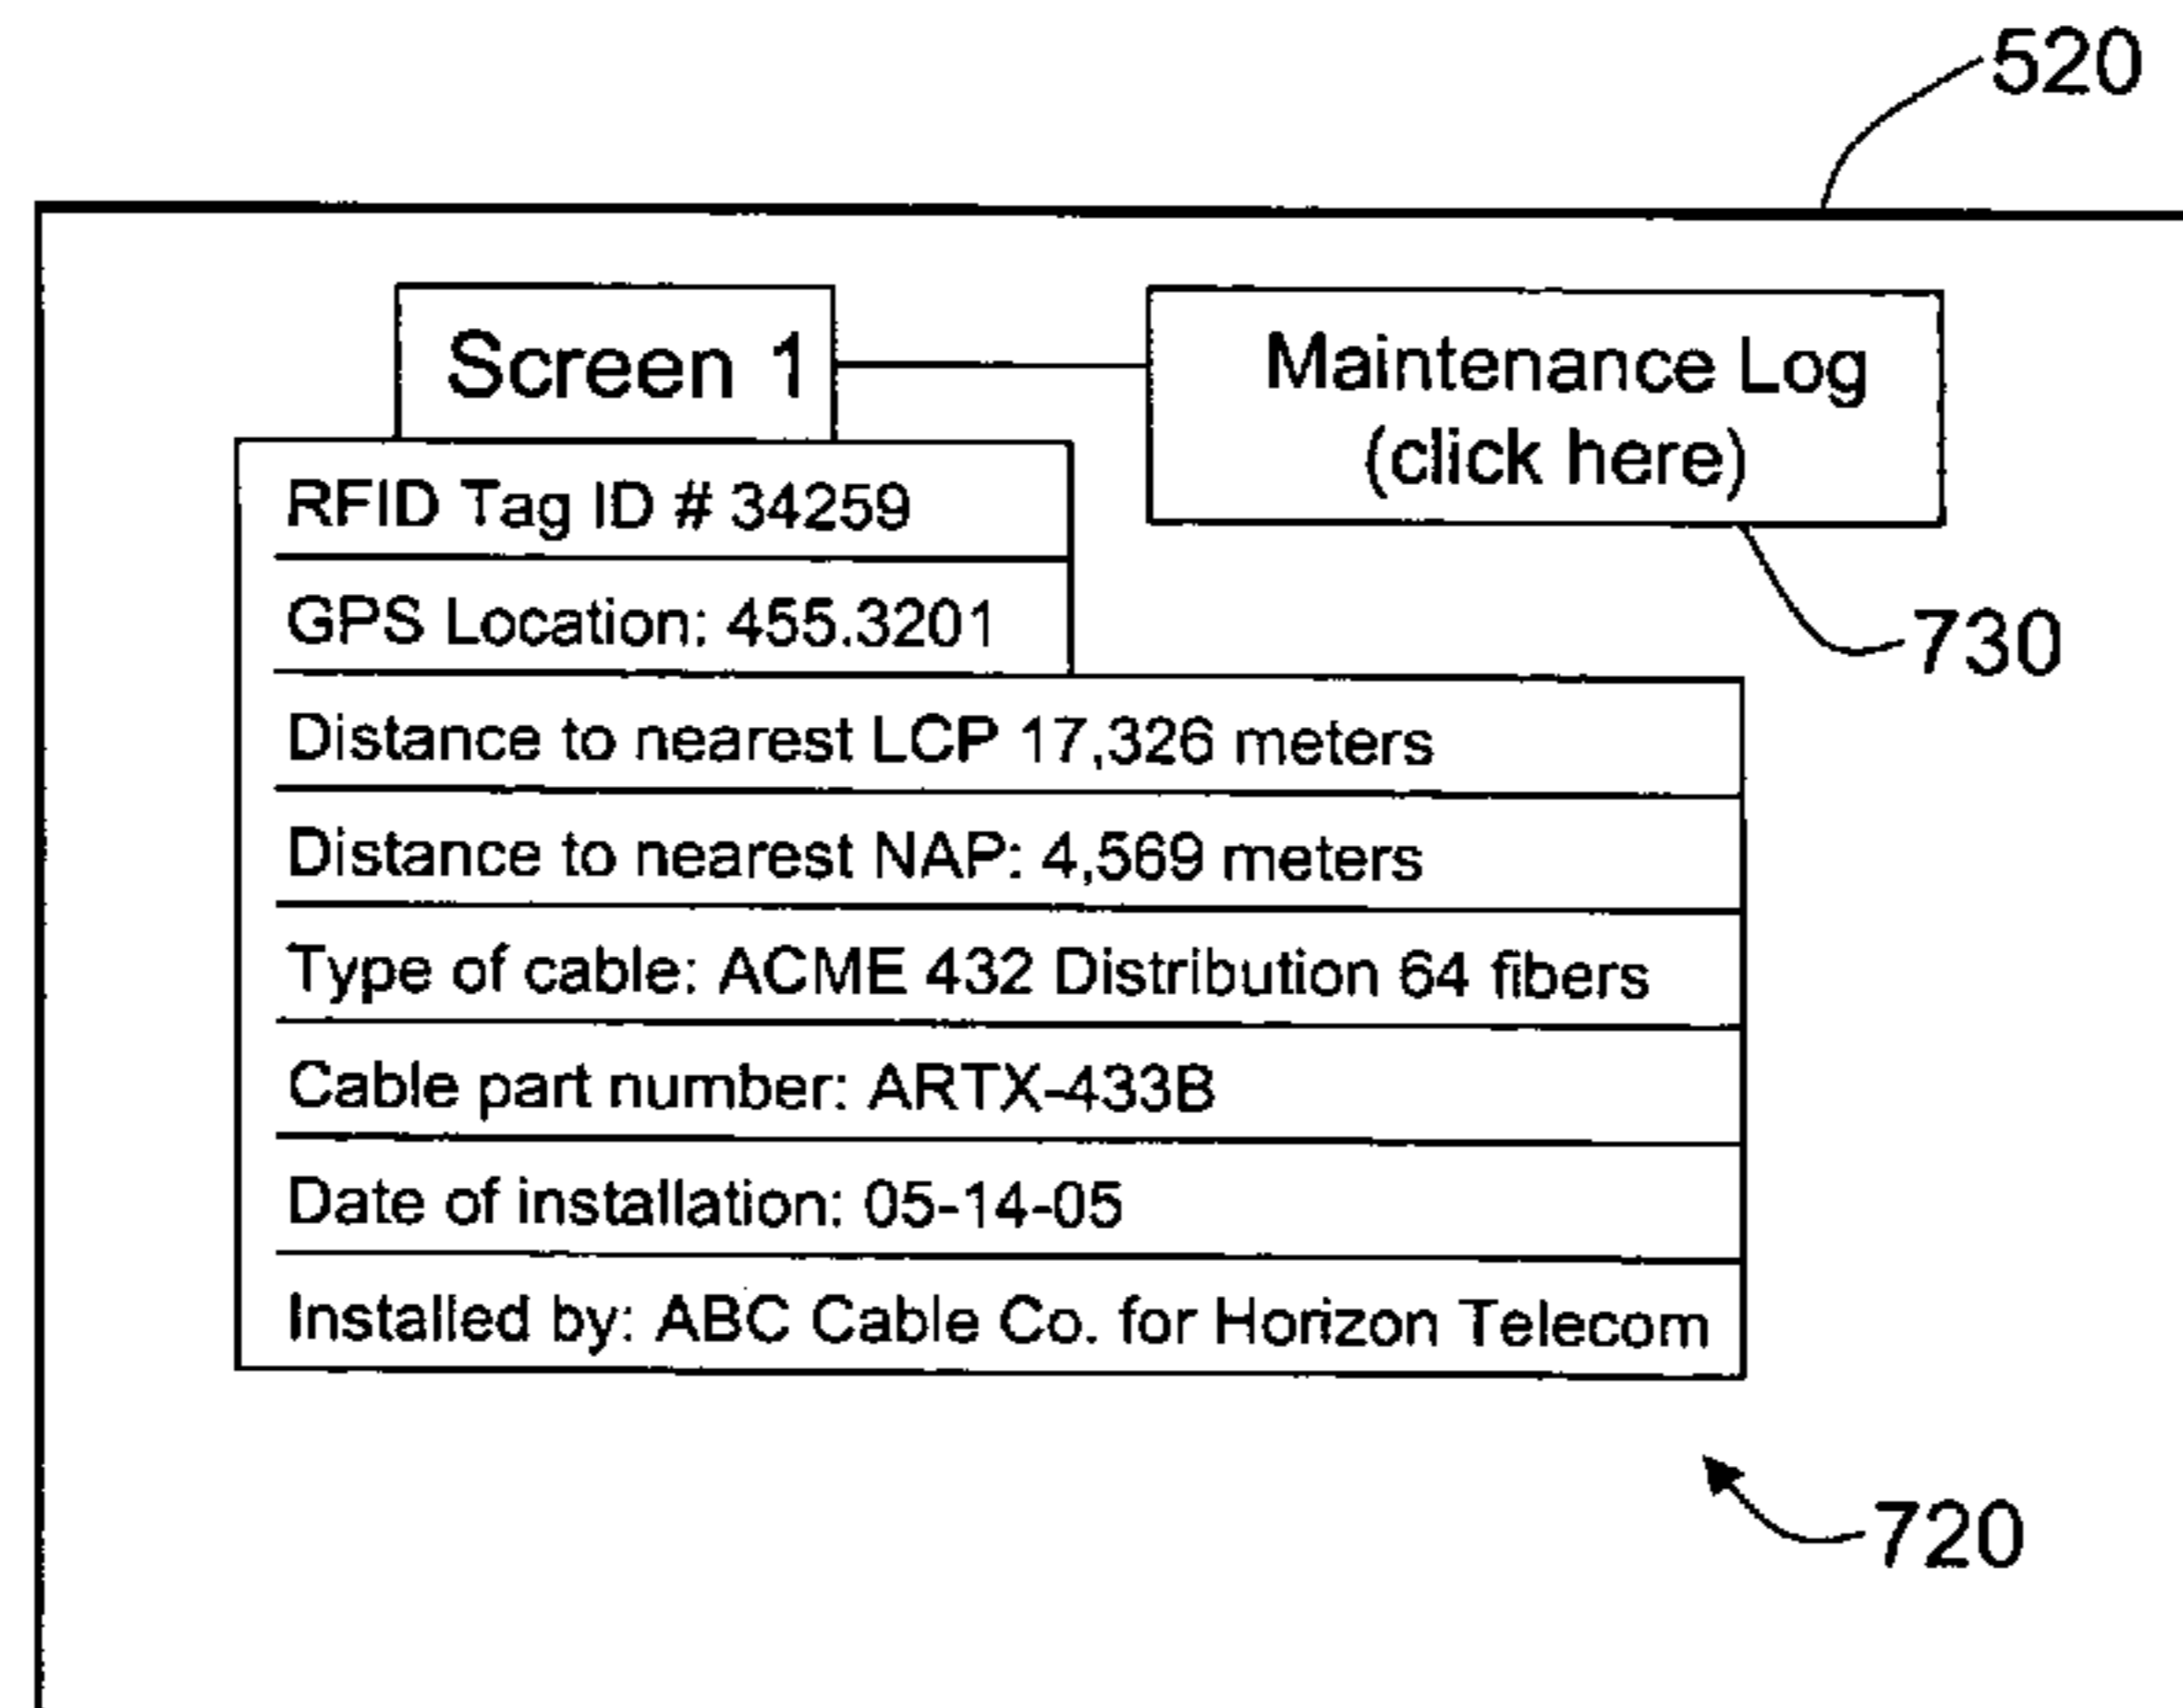 520
Screen 1
Maintenance Log
(click here)
RFID Tag ID # 34259
GPS Location: 455.3201
730
Distance to nearest LCP 17,326 meters
Distance to nearest NAP: 4,569 meters
Type of cable: ACME 432 Distribution 64 fibers
Cable part number: ARTX-433B
Date of installation: 05-14-05
Installed by: ABC Cable Co. for Horizon Telecom
720